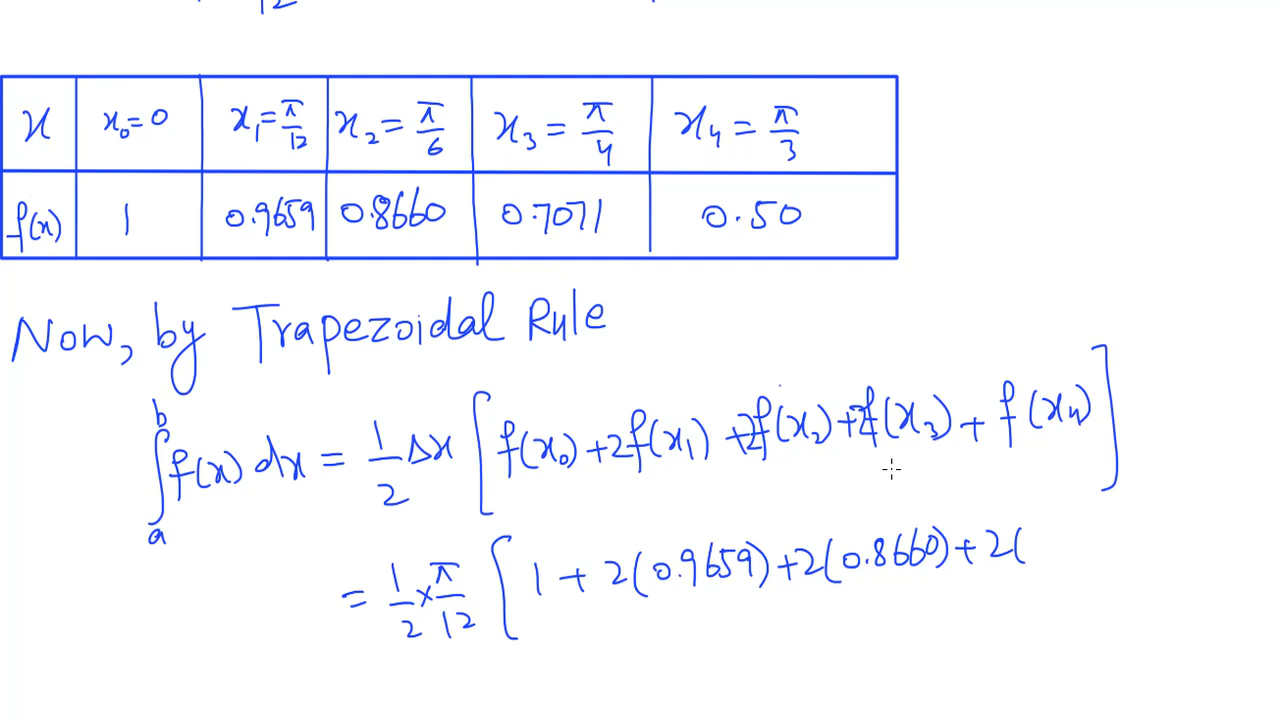 12
x x₀=0 x₁=π/12 x₂=π/6 x₃=π/4 x₄=π/3
f(x) 1 0.9659 0.8660 0.7071 0.50
Now, by Trapezoidal Rule
∫ₐᵇ f(x) dx = 1/2 Δx [f(x₀)+2f(x₁)+2f(x₂)+2f(x₃)+f(x₄)]
= 1/2 × π/12 [1+2(0.9659)+2(0.8660)+2(